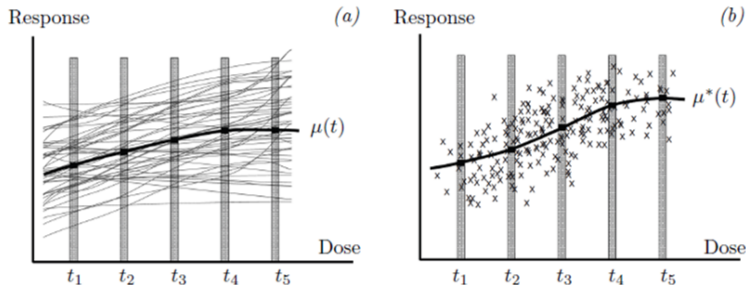 Response (a)
μ(t)
Dose
t₁ t₂ t₃ t₄ t₅
Response (b)
μ*(t)
Dose
t₁ t₂ t₃ t₄ t₅